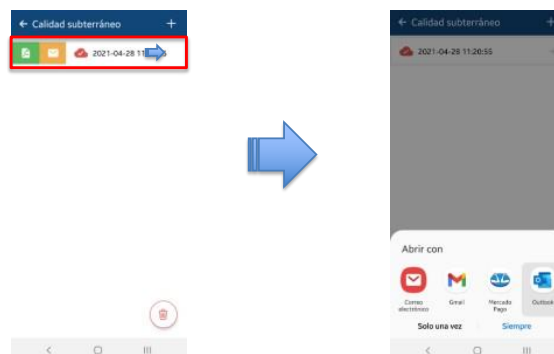 Calidad subterráneo
2021-04-28 11
Calidad subterráneo
2021-04-28 11:20:55
Abrir con
Correo electrónico
Gmail
Mercado Pago
Outlook
Solo una vez
Siempre